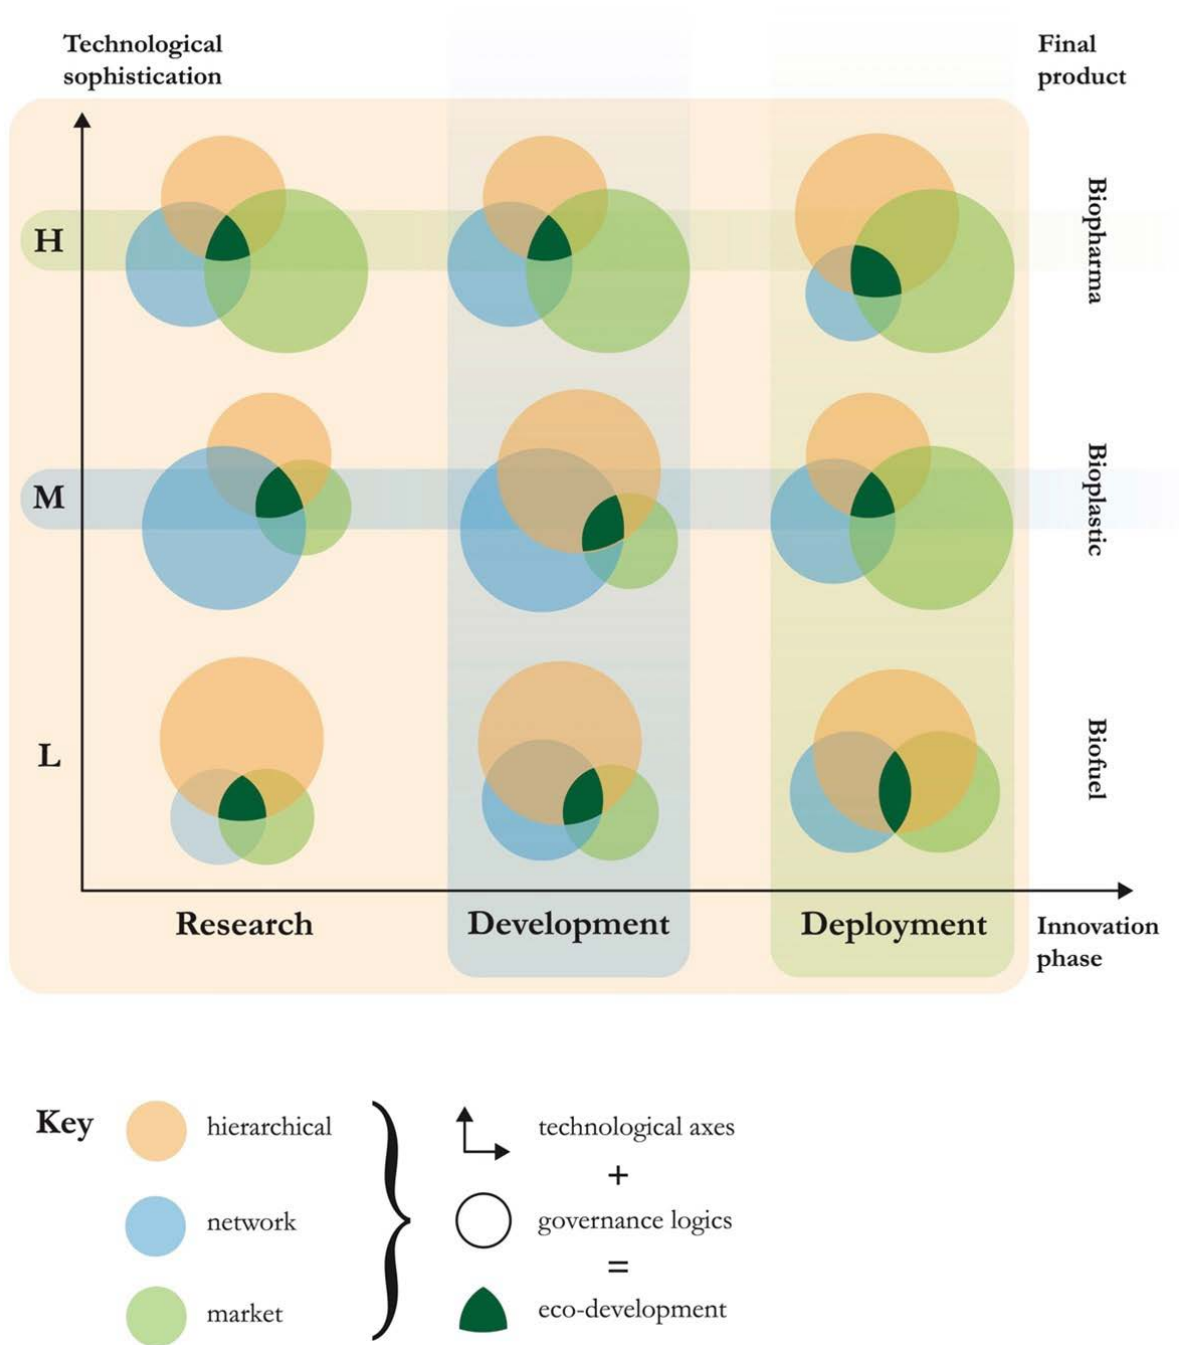 Technological
sophistication
Final
product
H
Biopharma
M
Bioplastic
L
Biofuel
Research
Development
Deployment
Innovation
phase
Key
hierarchical
technological axes
+
network
governance logics
=
market
eco-development